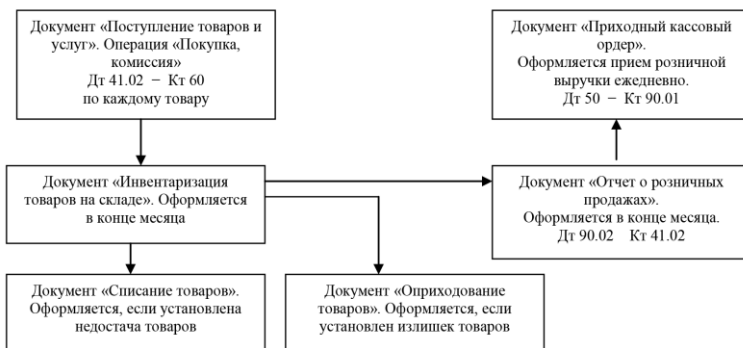 Документ «Поступление товаров и
услуг». Операция «Покупка,
комиссия»
Дт 41.02 – Кт 60
по каждому товару
Документ «Приходный кассовый
ордер».
Оформляется прием розничной
выручки ежедневно.
Дт 50 – Кт 90.01
Документ «Инвентаризация
товаров на складе». Оформляется
в конце месяца
Документ «Отчет о розничных
продажах».
Оформляется в конце месяца.
Дт 90.02 Кт 41.02
Документ «Списание товаров».
Оформляется, если установлена
недостача товаров
Документ «Оприходование
товаров». Оформляется, если
установлен излишек товаров